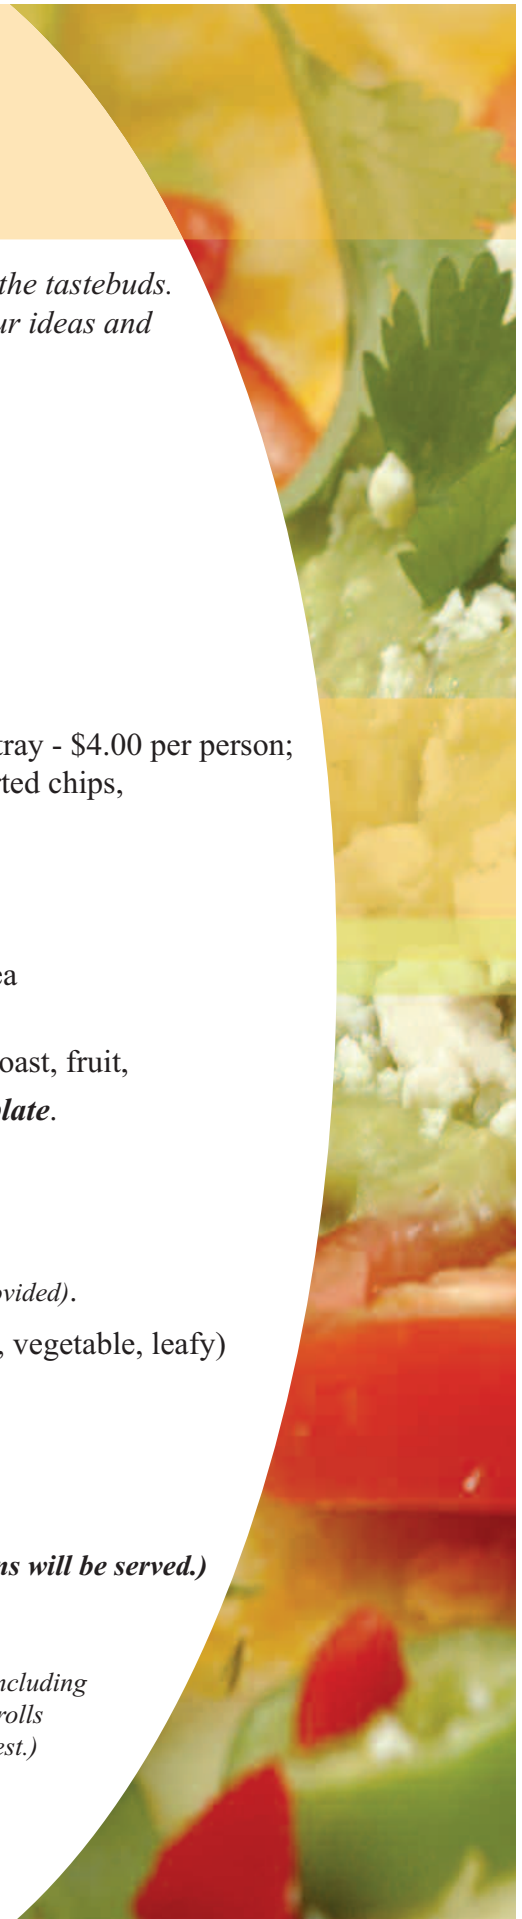 the tastebuds.
ur ideas and
tray - $4.00 per person;
rted chips,
ea
oast, fruit,
plate.
ovided).
, vegetable, leafy)
ns will be served.)
ncluding
rolls
est.)